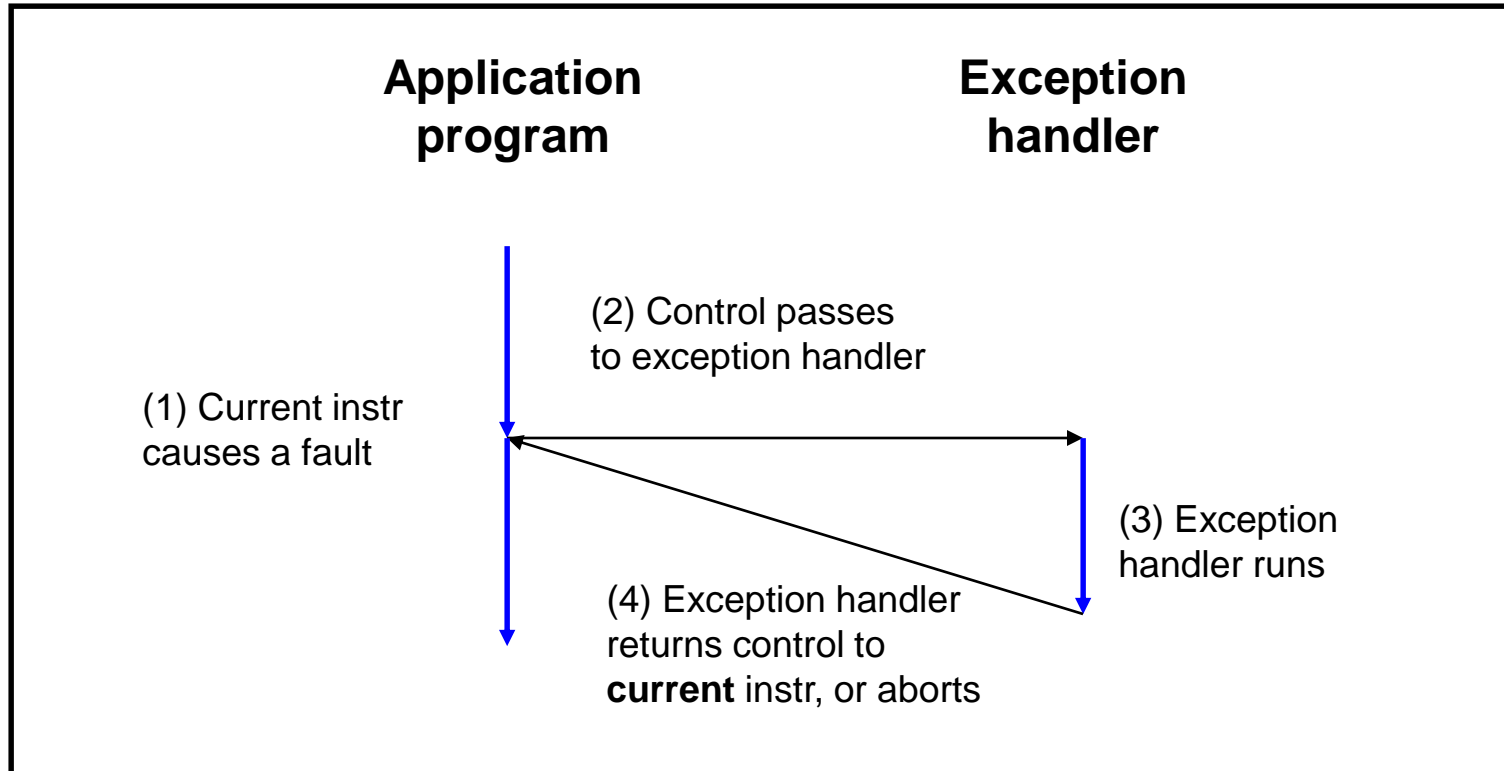 Application
program
Exception
handler
(2) Control passes
to exception handler
(1) Current instr
causes a fault
(3) Exception
handler runs
(4) Exception handler
returns control to
current instr, or aborts